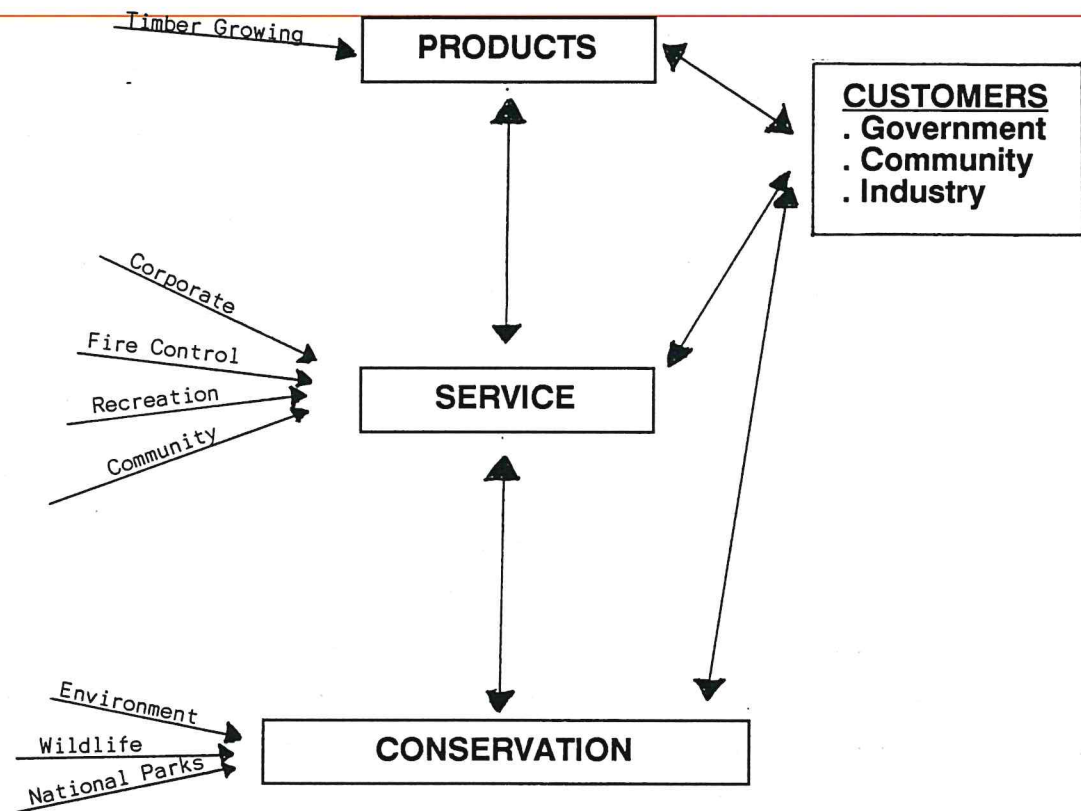 Timber Growing
PRODUCTS
CUSTOMERS
. Government
. Community
. Industry
Corporate
Fire Control
Recreation
Community
SERVICE
Environment
Wildlife
National Parks
CONSERVATION